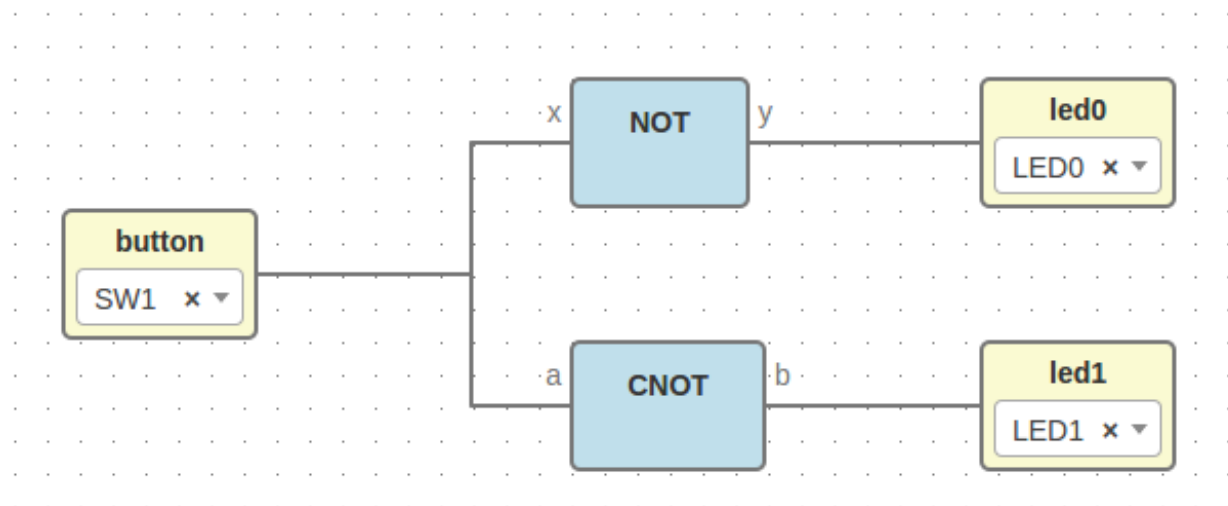 x
NOT
y
led0
LED0 × 
button
SW1 ×
a
CNOT
b
led1
LED1 ×